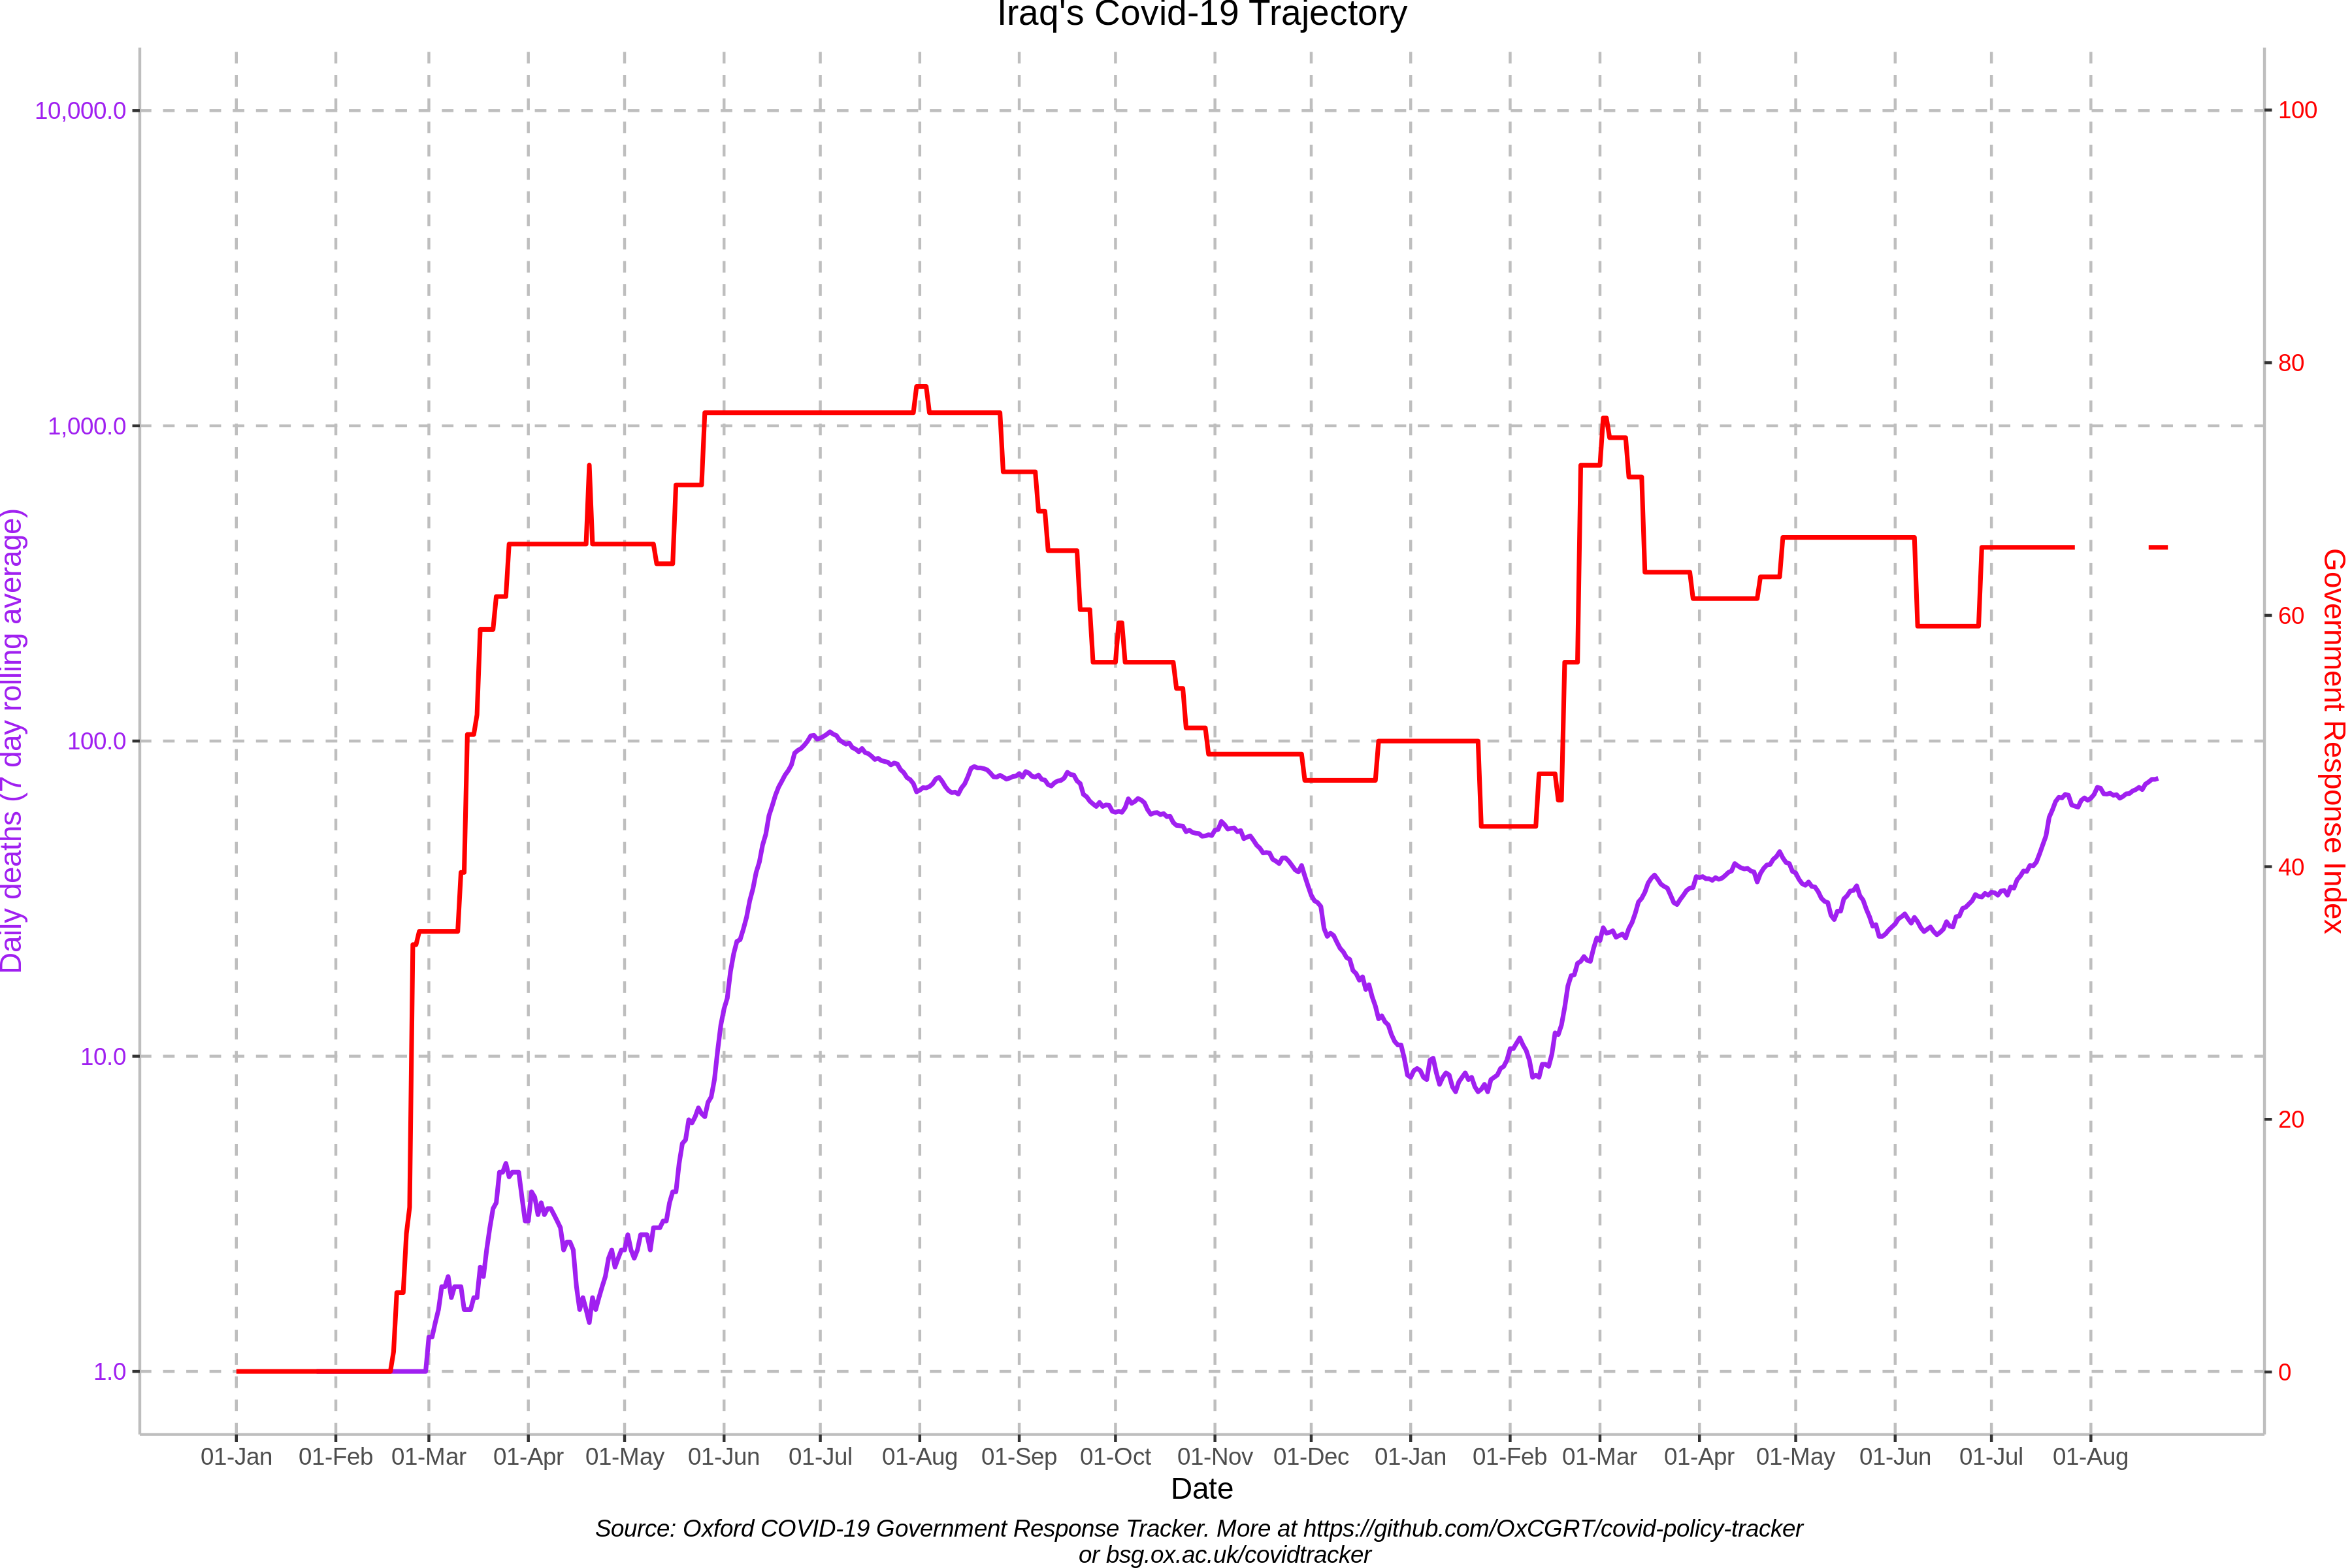 Iraq's Covid-19 Trajectory
10,000.0
1,000.0
100.0
10.0
1.0
Daily deaths (7 day rolling average)
100
80
60
40
20
0
Government Response Index
01-Jan 01-Feb 01-Mar 01-Apr 01-May 01-Jun 01-Jul 01-Aug 01-Sep 01-Oct 01-Nov 01-Dec 01-Jan 01-Feb 01-Mar 01-Apr 01-May 01-Jun 01-Jul 01-Aug
Date
Source: Oxford COVID-19 Government Response Tracker. More at https://github.com/OxCGRT/covid-policy-tracker
or bsg.ox.ac.uk/covidtracker